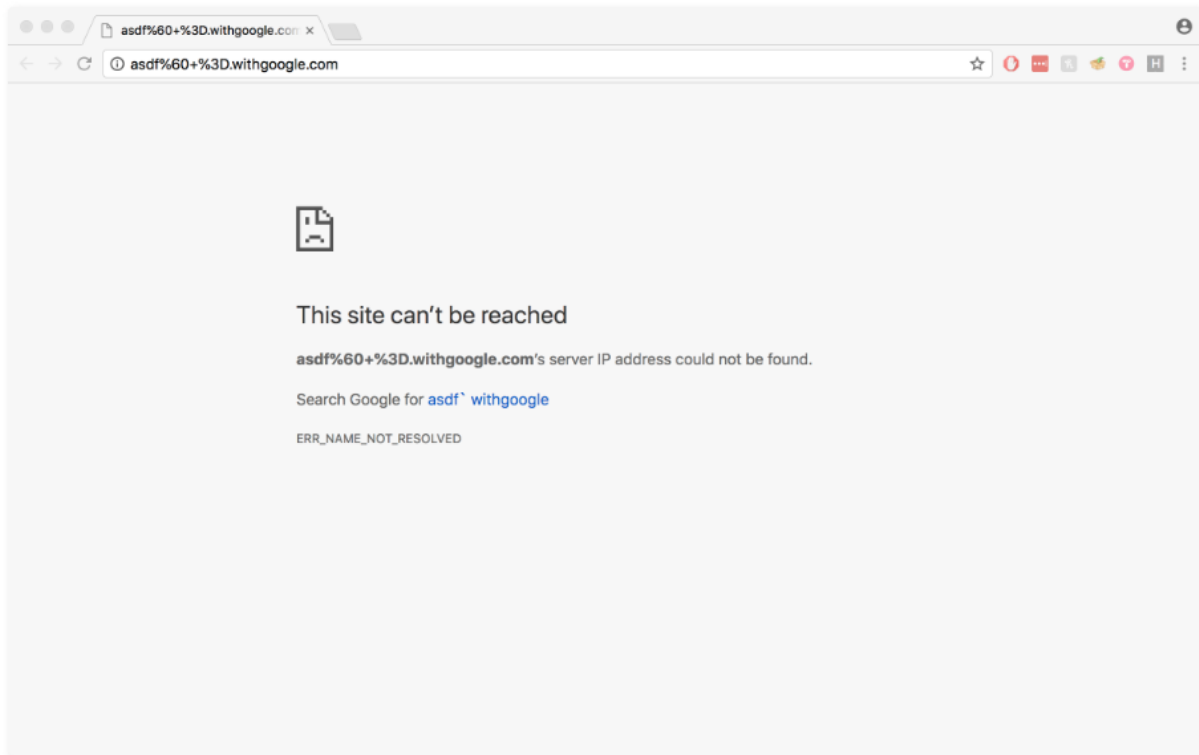 asdf%60+%3D.withgoogle.com
asdf%60+%3D.withgoogle.com
This site can’t be reached
asdf%60+%3D.withgoogle.com’s server IP address could not be found.
Search Google for asdf` withgoogle
ERR_NAME_NOT_RESOLVED